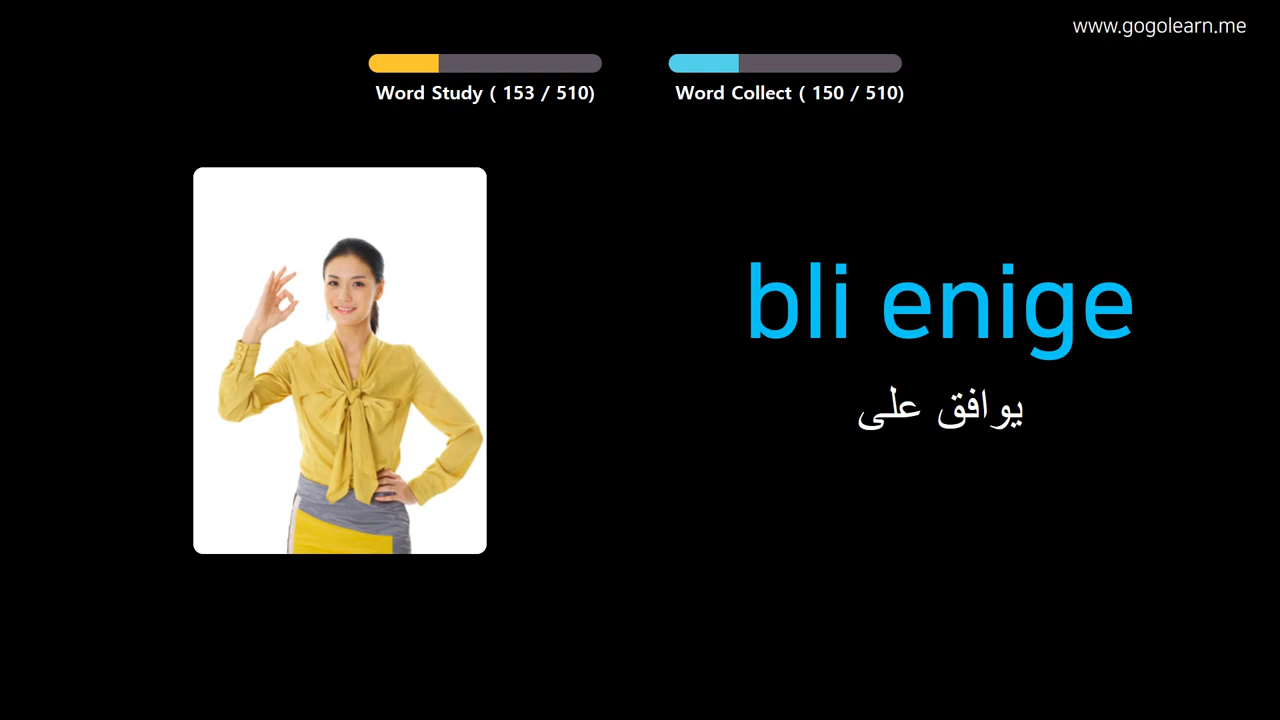 www.gogolearn.me
Word Study ( 153 / 510)
Word Collect ( 150 / 510)
bli enige
يوافق على